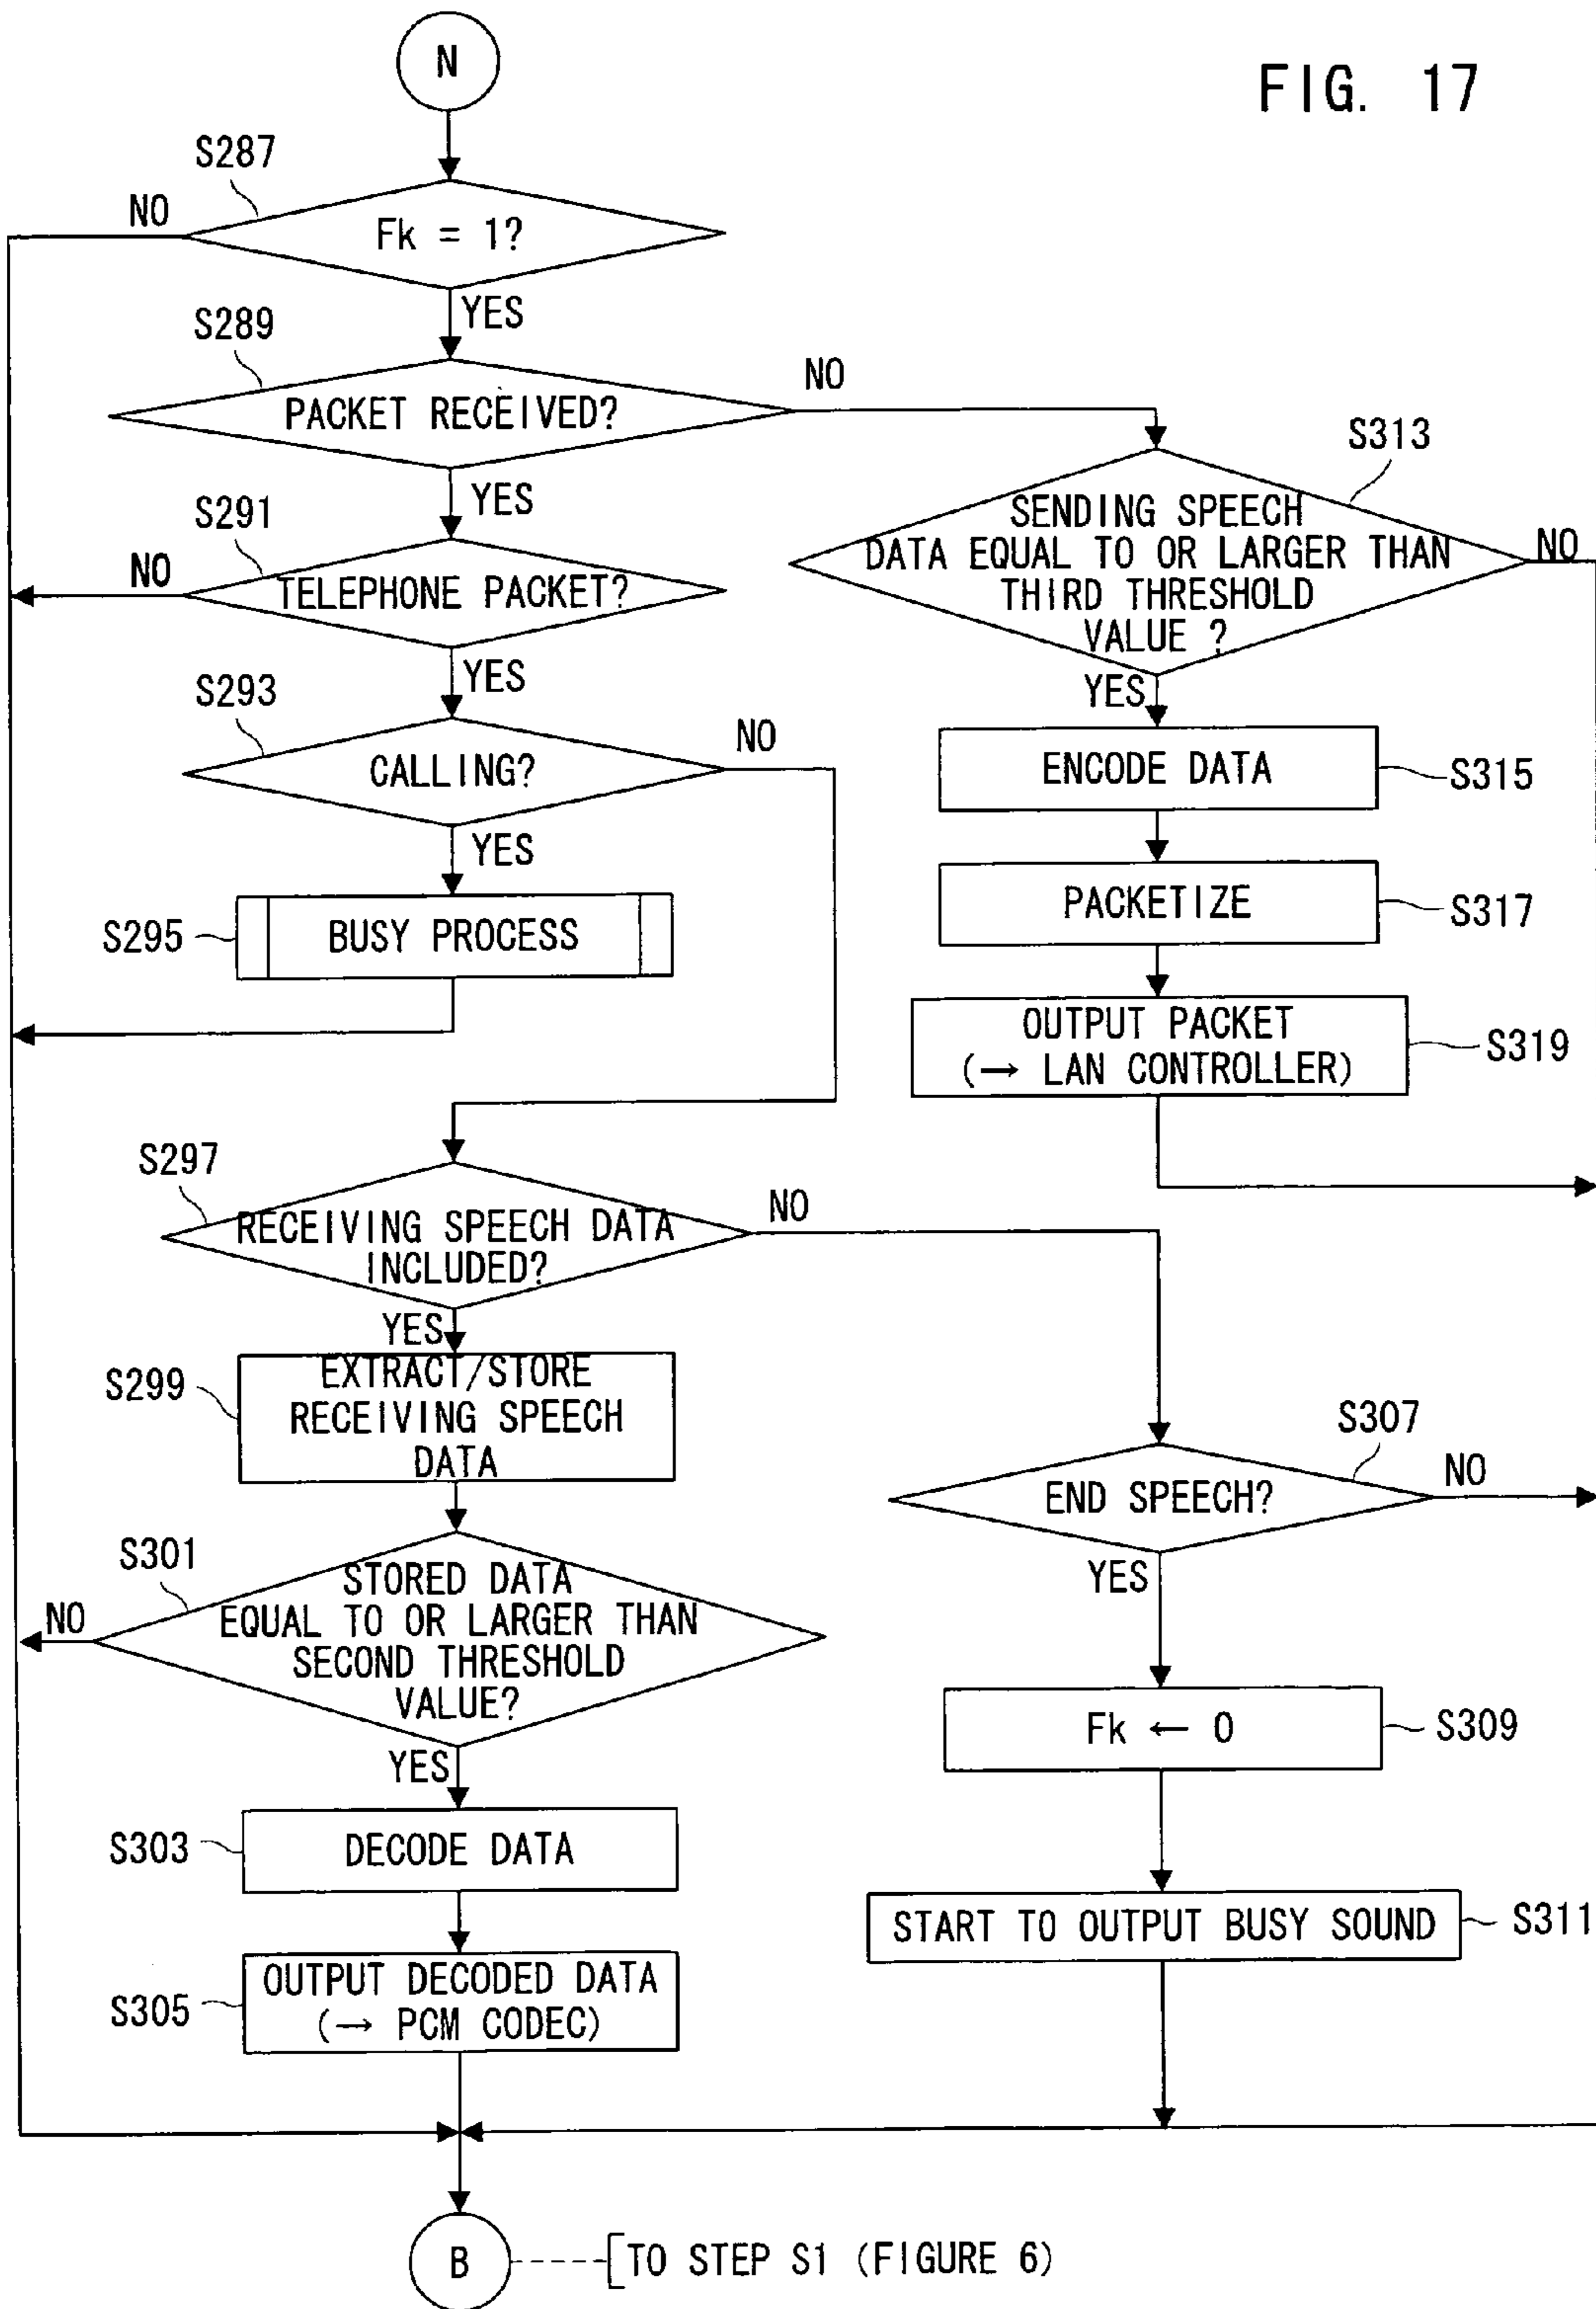 FIG. 17
N
S287
NO
Fk = 1?
YES
S289
NO
PACKET RECEIVED?
YES
S291
NO
TELEPHONE PACKET?
YES
S293
NO
CALLING?
YES
S295
BUSY PROCESS
S313
SENDING SPEECH
DATA EQUAL TO OR LARGER THAN
THIRD THRESHOLD
VALUE ?
NO
YES
ENCODE DATA
S315
PACKETIZE
S317
OUTPUT PACKET
(→ LAN CONTROLLER)
S319
S297
NO
RECEIVING SPEECH DATA
INCLUDED?
YES
S299
EXTRACT/STORE
RECEIVING SPEECH
DATA
S301
NO
STORED DATA
EQUAL TO OR LARGER THAN
SECOND THRESHOLD
VALUE?
YES
S303
DECODE DATA
S305
OUTPUT DECODED DATA
(→ PCM CODEC)
S307
END SPEECH?
NO
YES
Fk ← 0
S309
START TO OUTPUT BUSY SOUND
S311
B
TO STEP S1 (FIGURE 6)